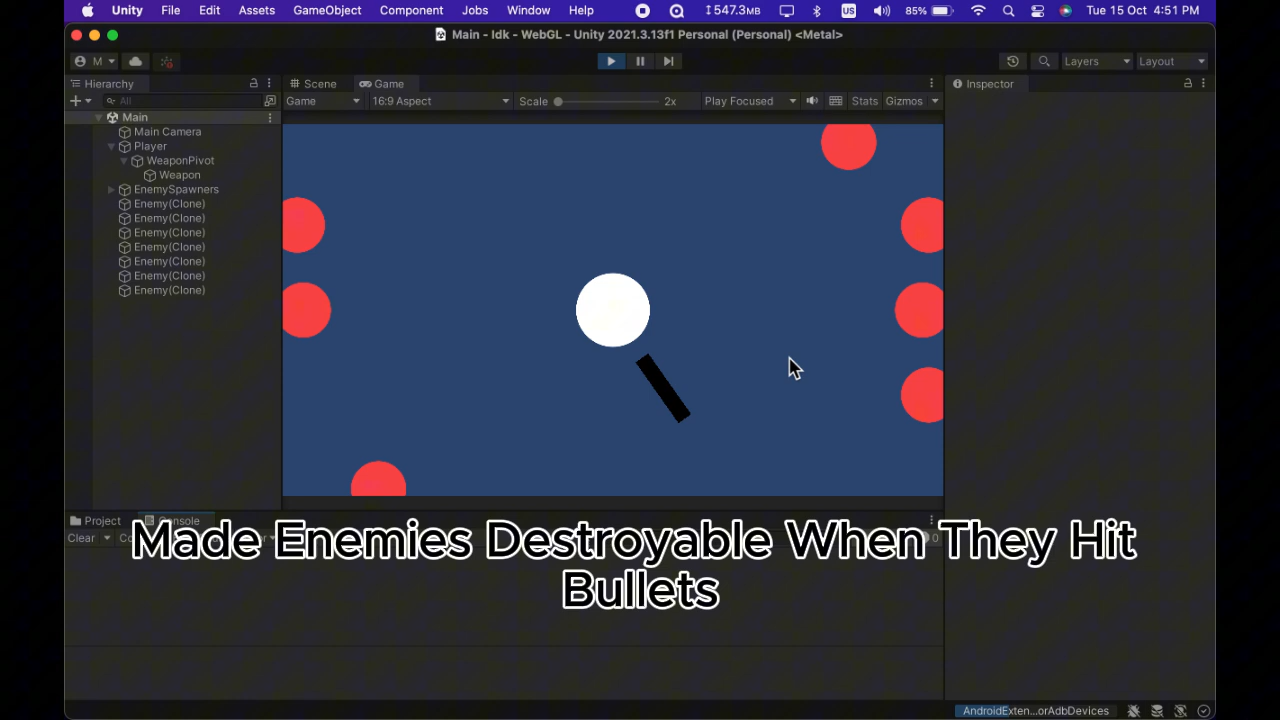 Unity File Edit Assets GameObject Component Jobs Window Help 547.3MB US 85% Tue 15 Oct 4:51 PM
Main - Idk - WebGL - Unity 2021.3.13f1 Personal (Personal) <Metal>
M Layers Layout
Hierarchy Scene Game Inspector
All Game 16:9 Aspect Scale 2x Play Focused Stats Gizmos
Main
Main Camera
Player
WeaponPivot
Weapon
EnemySpawners
Enemy(Clone)
Enemy(Clone)
Enemy(Clone)
Enemy(Clone)
Enemy(Clone)
Enemy(Clone)
Enemy(Clone)
Project Console
Clear 0
Made Enemies Destroyable When They Hit
Bullets
AndroidExten...orAdbDevices